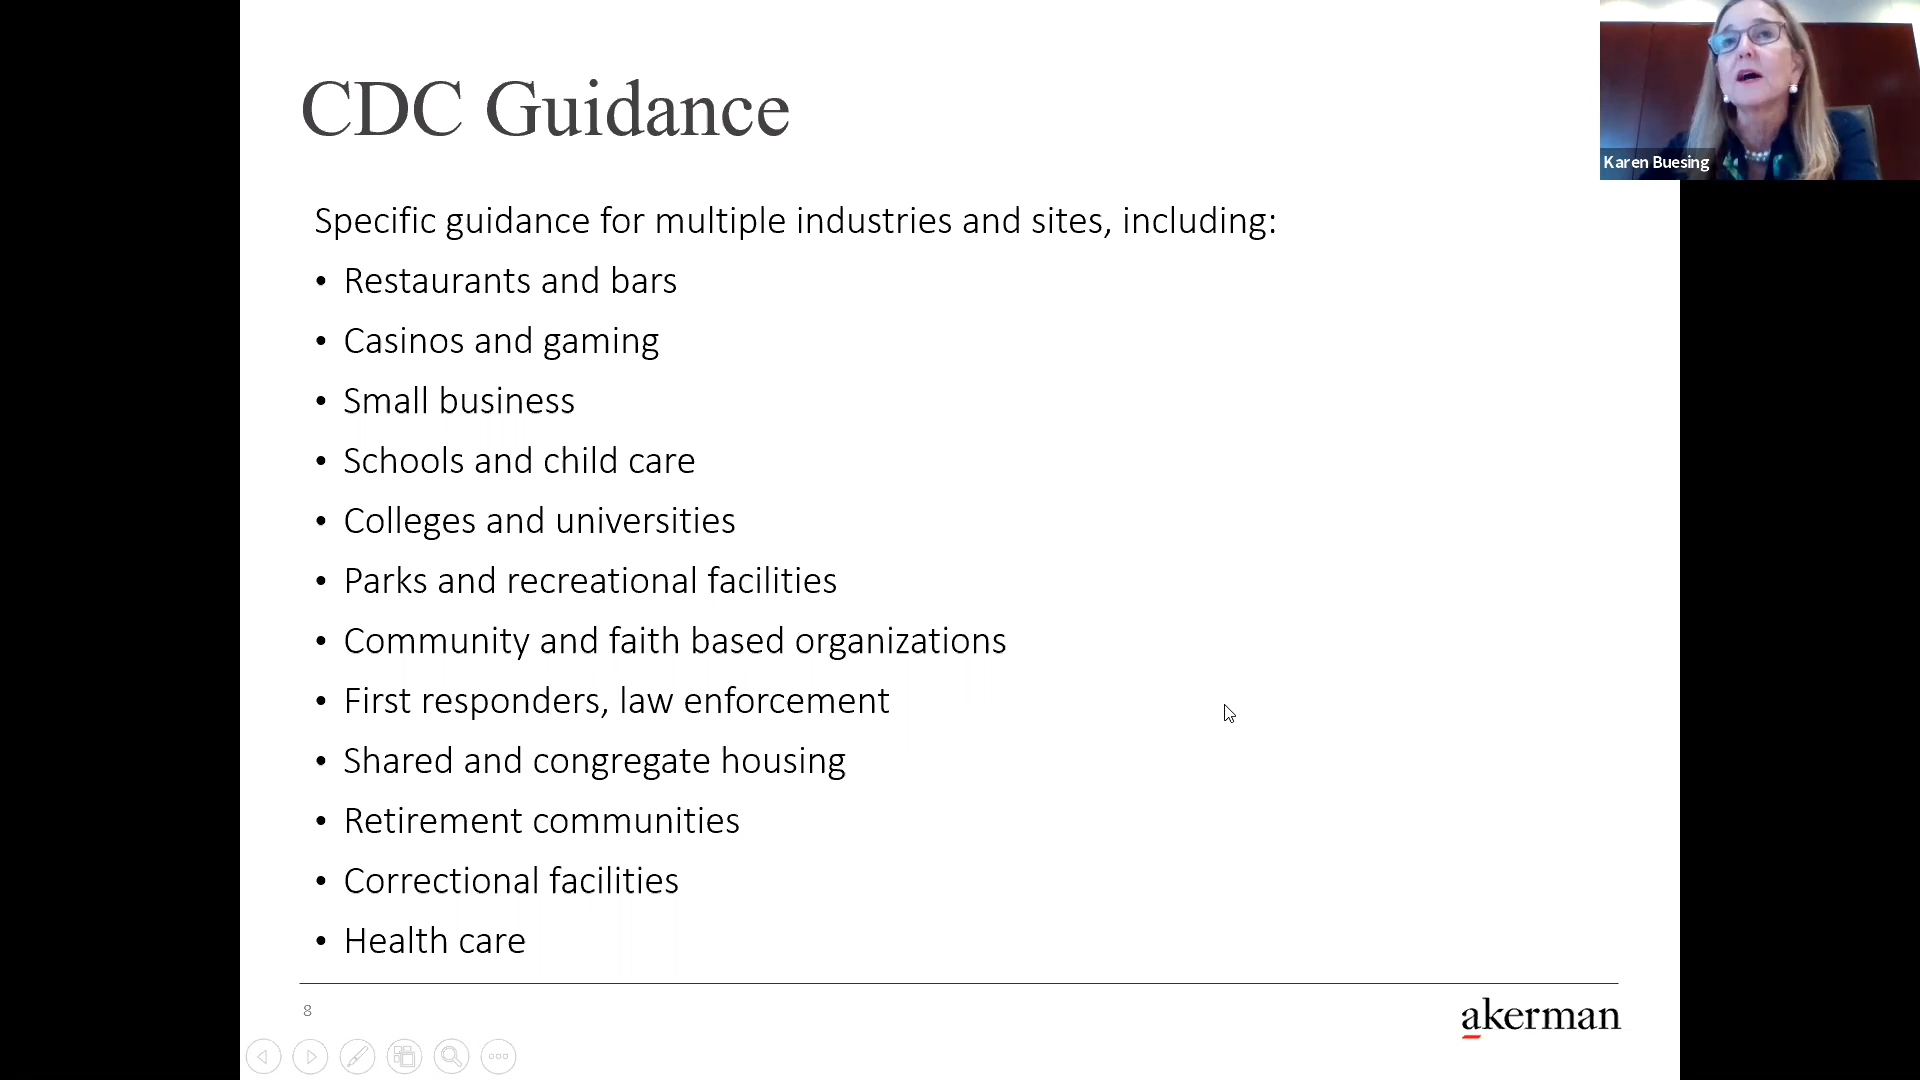 CDC Guidance
Karen Buesing
Specific guidance for multiple industries and sites, including:
• Restaurants and bars
• Casinos and gaming
• Small business
• Schools and child care
• Colleges and universities
• Parks and recreational facilities
• Community and faith based organizations
• First responders, law enforcement
• Shared and congregate housing
• Retirement communities
• Correctional facilities
• Health care
8
akerman